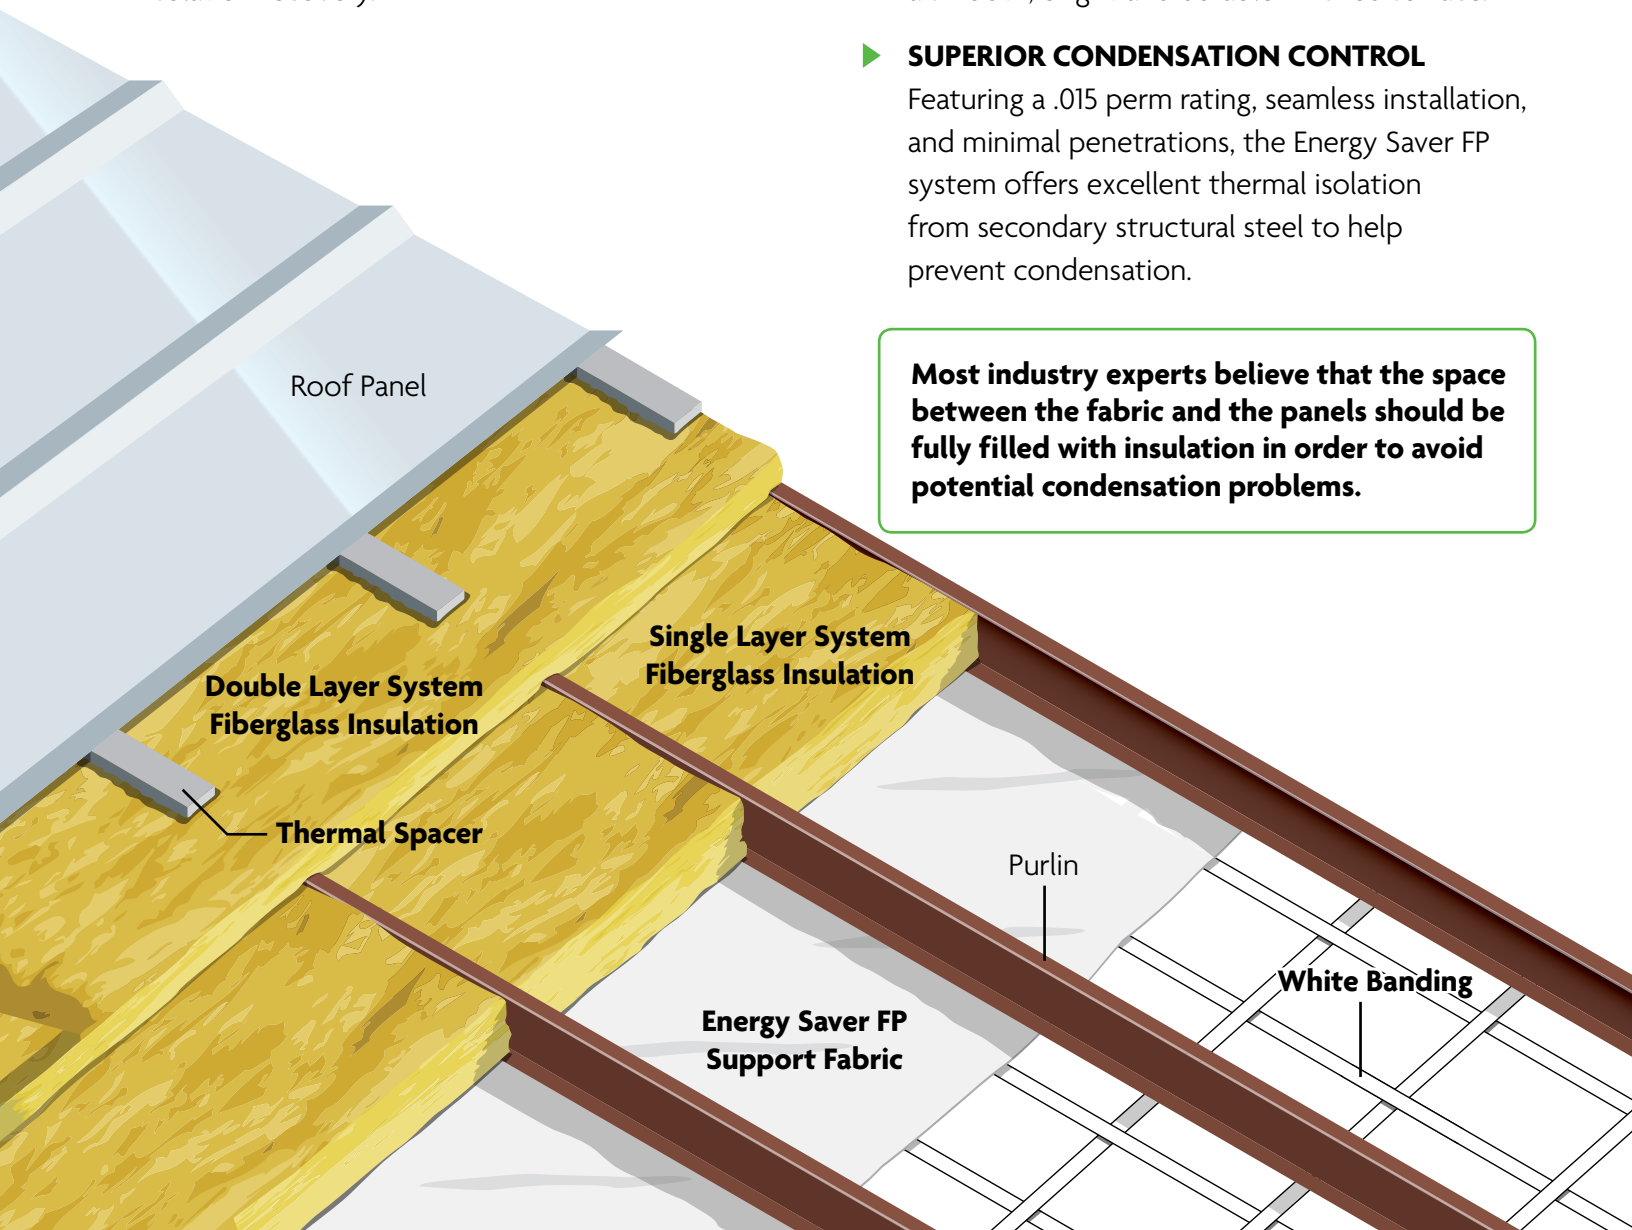 SUPERIOR CONDENSATION CONTROL
Featuring a .015 perm rating, seamless installation,
and minimal penetrations, the Energy Saver FP
system offers excellent thermal isolation
from secondary structural steel to help
prevent condensation.
Most industry experts believe that the space
between the fabric and the panels should be
fully filled with insulation in order to avoid
potential condensation problems.
Roof Panel
Single Layer System
Fiberglass Insulation
Double Layer System
Fiberglass Insulation
Thermal Spacer
Purlin
White Banding
Energy Saver FP
Support Fabric